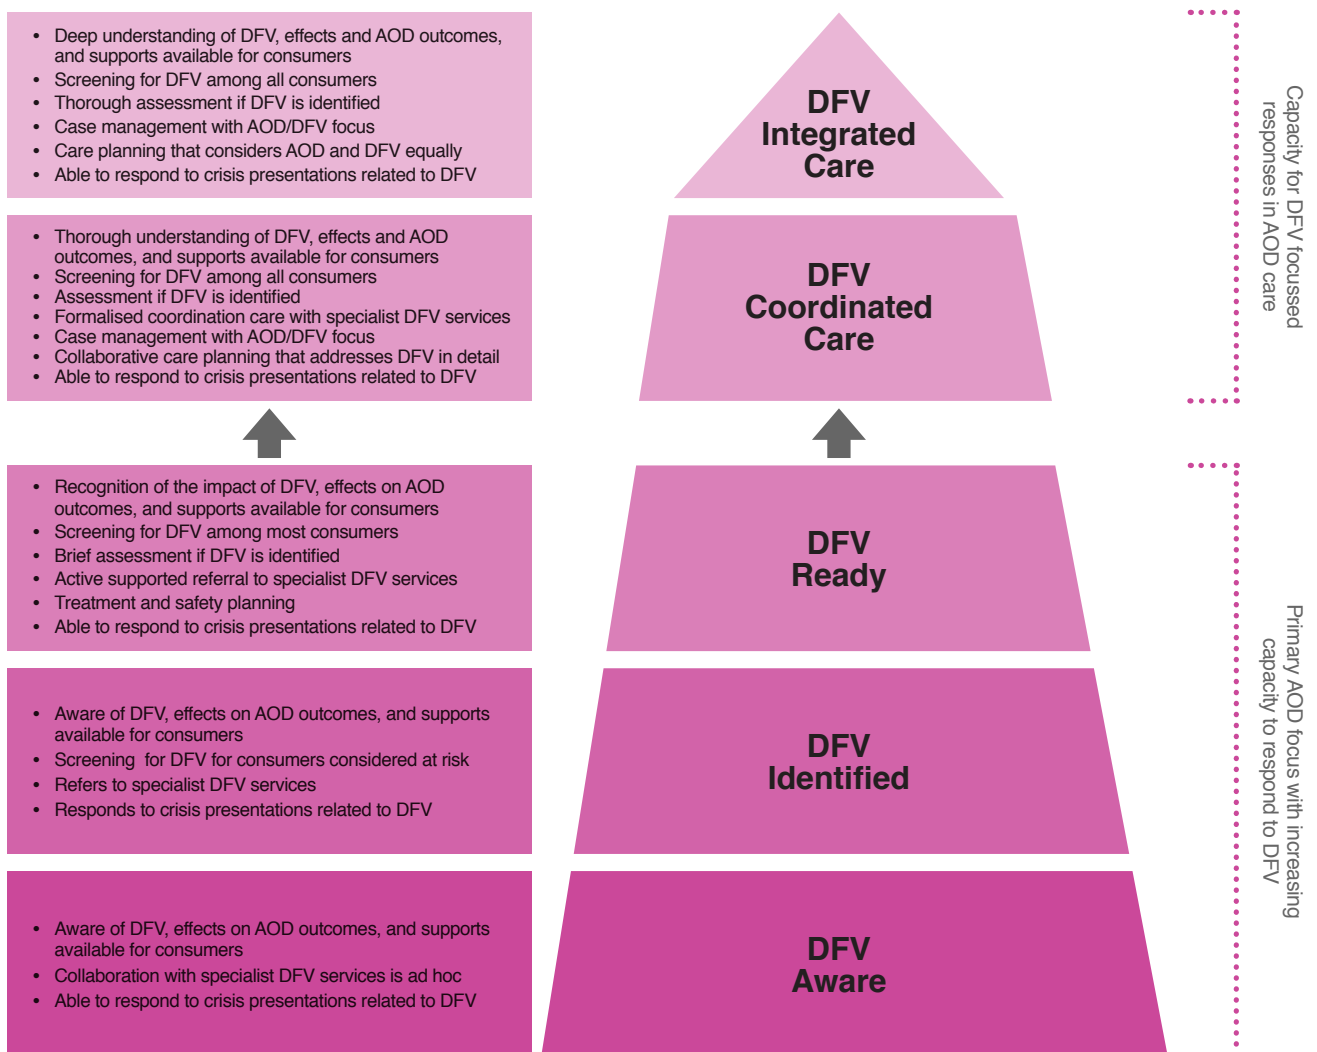 • Deep understanding of DFV, effects and AOD outcomes,
and supports available for consumers
• Screening for DFV among all consumers
• Thorough assessment if DFV is identified
• Case management with AOD/DFV focus
• Care planning that considers AOD and DFV equally
• Able to respond to crisis presentations related to DFV
DFV
Integrated
Care
• Thorough understanding of DFV, effects and AOD
outcomes, and supports available for consumers
• Screening for DFV among all consumers
• Assessment if DFV is identified
• Formalised coordination care with specialist DFV services
• Case management with AOD/DFV focus
• Collaborative care planning that addresses DFV in detail
• Able to respond to crisis presentations related to DFV
DFV
Coordinated
Care
Capacity for DFV focussed
responses in AOD care
• Recognition of the impact of DFV, effects on AOD
outcomes, and supports available for consumers
• Screening for DFV among most consumers
• Brief assessment if DFV is identified
• Active supported referral to specialist DFV services
• Treatment and safety planning
• Able to respond to crisis presentations related to DFV
DFV
Ready
• Aware of DFV, effects on AOD outcomes, and supports
available for consumers
• Screening  for DFV for consumers considered at risk
• Refers to specialist DFV services
• Responds to crisis presentations related to DFV
DFV
Identified
• Aware of DFV, effects on AOD outcomes, and supports
available for consumers
• Collaboration with specialist DFV services is ad hoc
• Able to respond to crisis presentations related to DFV
DFV
Aware
Primary AOD focus with increasing
capacity to respond to DFV